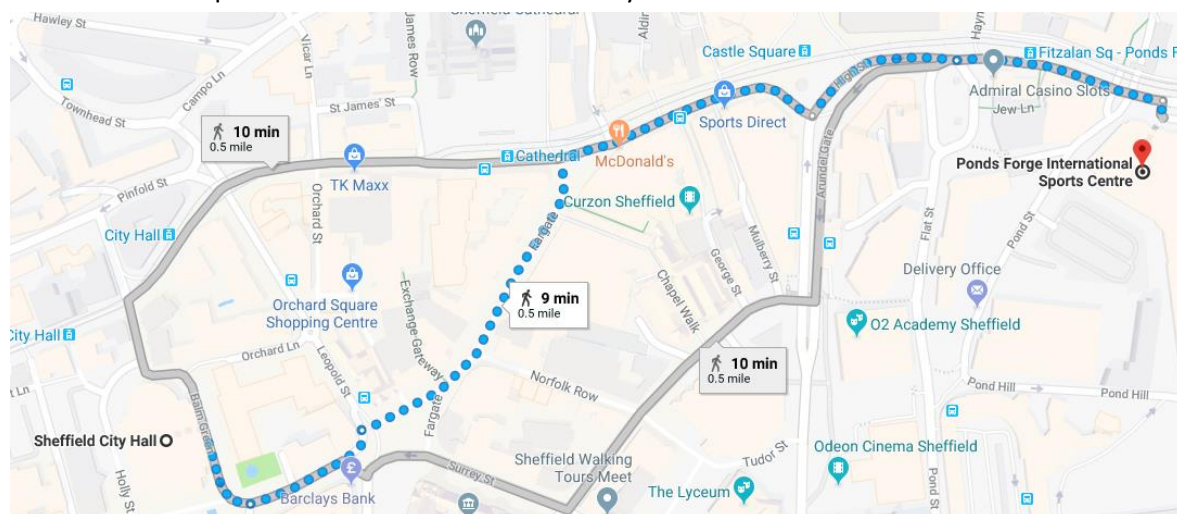 Hawley St
Sheffield Cathedral
James Row
Vicar Ln
Campo Ln
Townhead St
St James' St
Castle Square
High St
Fitzalan Sq - Ponds F
Admiral Casino Slots
Jew Ln
Sports Direct
10 min
0.5 mile
Cathedral
McDonald's
TK Maxx
Pinfold St
Orchard St
Arundel Gate
Ponds Forge International
Sports Centre
Curzon Sheffield
Fargate
City Hall
Mulberry St
George St
Flat St
Pond St
Delivery Office
Chapel Walk
Exchange Gateway
Orchard Square
Shopping Centre
9 min
0.5 mile
O2 Academy Sheffield
City Hall
Orchard Ln
Leopold St
10 min
0.5 mile
Norfolk Row
Pond Hill
Pond Hill
Balm Green
Fargate
Sheffield City Hall
Holly St
Surrey St
Sheffield Walking
Tours Meet
Tudor St
Odeon Cinema Sheffield
Barclays Bank
The Lyceum
Pond St